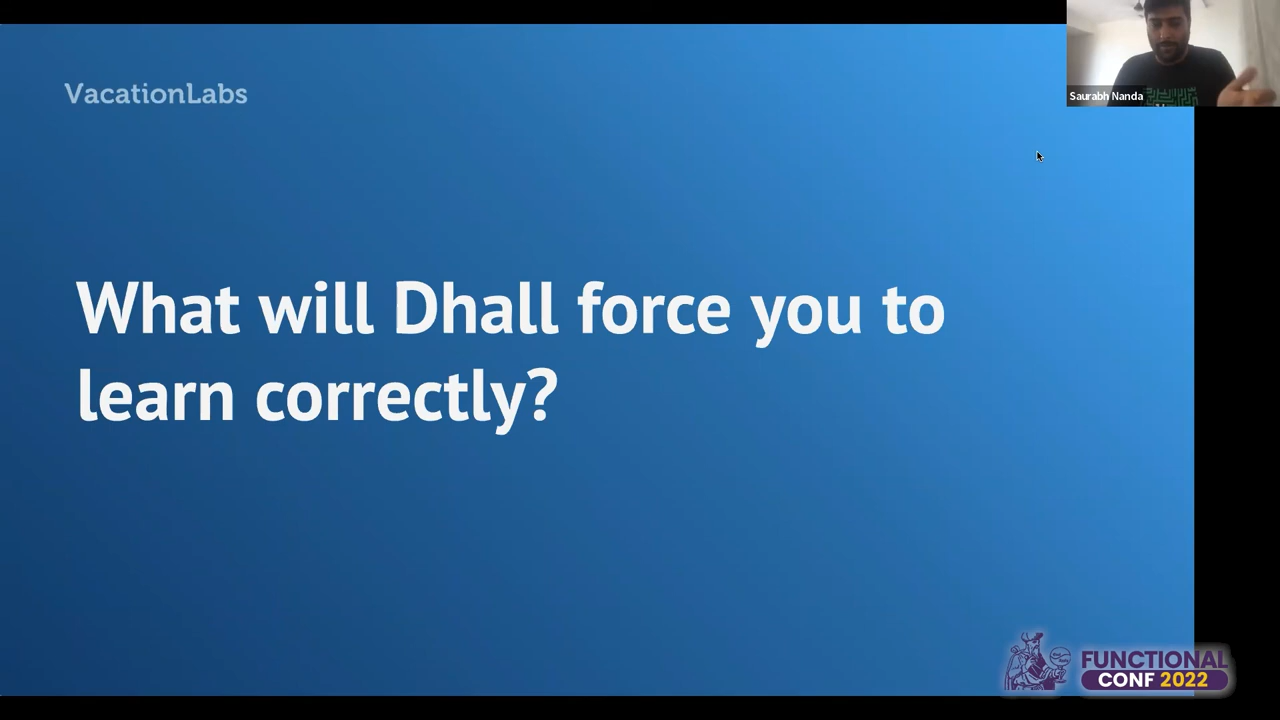 VacationLabs
Saurabh Nanda
What will Dhall force you to
learn correctly?
FUNCTIONAL
CONF 2022